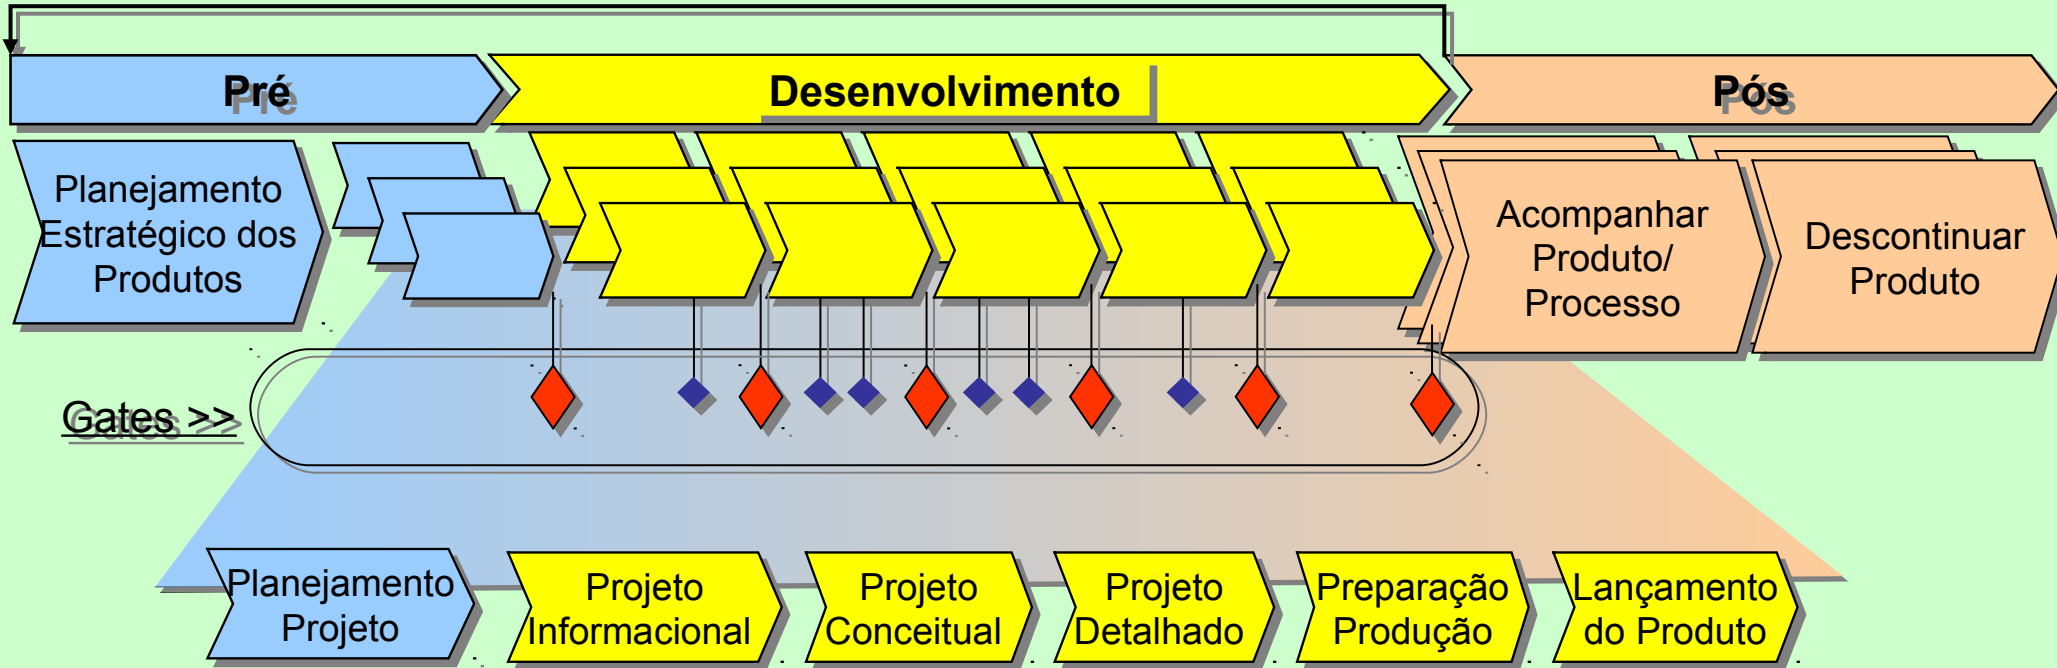 Pré
Desenvolvimento
Pós
Planejamento
Estratégico dos
Produtos
Acompanhar
Produto/
Processo
Descontinuar
Produto
Gates >>
Planejamento
Projeto
Projeto
Informacional
Projeto
Conceitual
Projeto
Detalhado
Preparação
Produção
Lançamento
do Produto